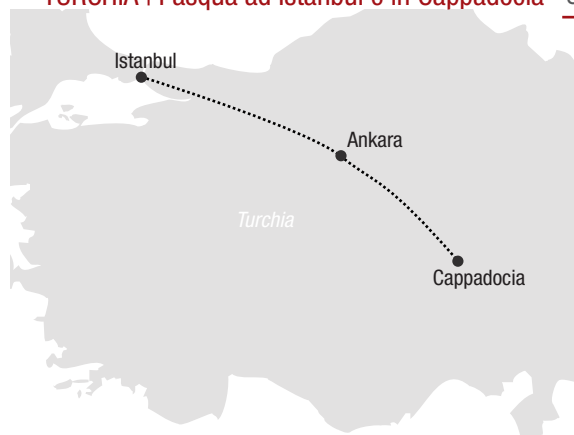 TURCHIA | Pasqua ad Istanbul e in Cappadocia
Istanbul
Ankara
Turchia
Cappadocia